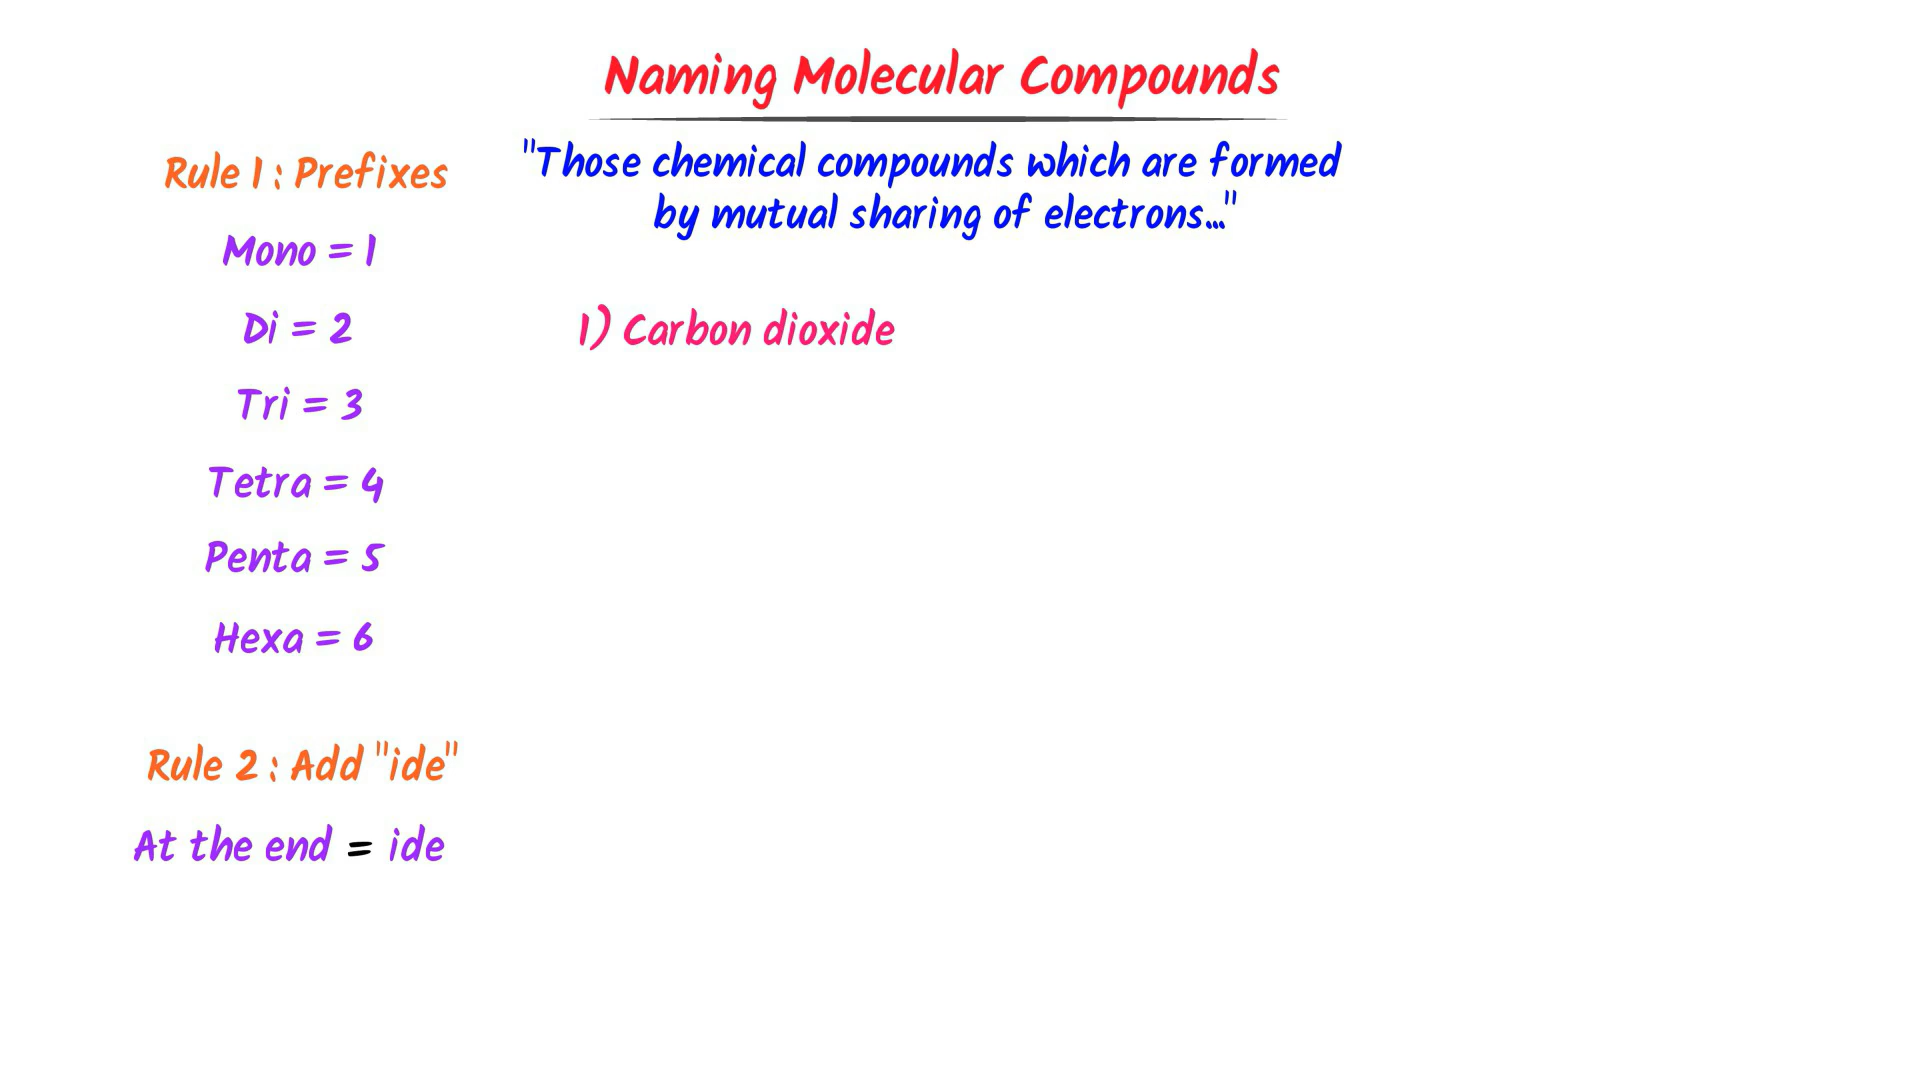 Naming Molecular Compounds
"Those chemical compounds which are formed
by mutual sharing of electrons..."
Rule 1 : Prefixes
Mono = 1
Di = 2
Tri = 3
Tetra = 4
Penta = 5
Hexa = 6
Rule 2 : Add "ide"
At the end = ide
1) Carbon dioxide